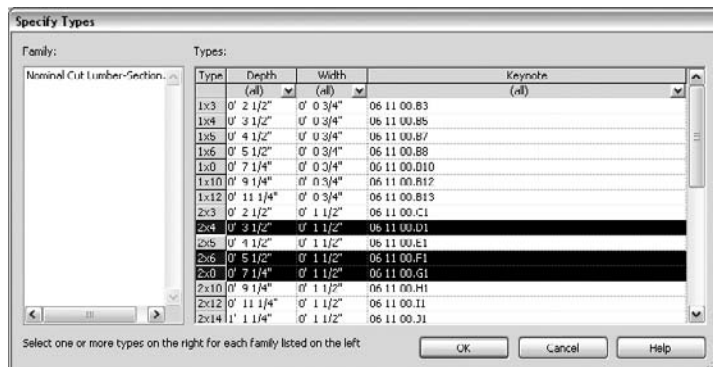 Specify Types
Family:
Types:
Nominal Cut Lumber-Section.
Type Depth Width Keynote
(all) (all) (all)
1x3 0' 2 1/2" 0' 0 3/4" 06 11 00.B3
1x4 0' 3 1/2" 0' 0 3/4" 06 11 00.B5
1x5 0' 4 1/2" 0' 0 3/4" 06 11 00.B7
1x6 0' 5 1/2" 0' 0 3/4" 06 11 00.B8
1x8 0' 7 1/4" 0' 0 3/4" 06 11 00.B10
1x10 0' 9 1/4" 0' 0 3/4" 06 11 00.B12
1x12 0' 11 1/4" 0' 0 3/4" 06 11 00.B13
2x3 0' 2 1/2" 0' 1 1/2" 06 11 00.C1
2x4 0' 3 1/2" 0' 1 1/2" 06 11 00.D1
2x5 0' 4 1/2" 0' 1 1/2" 06 11 00.E1
2x6 0' 5 1/2" 0' 1 1/2" 06 11 00.F1
2x8 0' 7 1/4" 0' 1 1/2" 06 11 00.G1
2x10 0' 9 1/4" 0' 1 1/2" 06 11 00.H1
2x12 0' 11 1/4" 0' 1 1/2" 06 11 00.I1
2x14 1' 1 1/4" 0' 1 1/2" 06 11 00.J1
Select one or more types on the right for each family listed on the left
OK Cancel Help